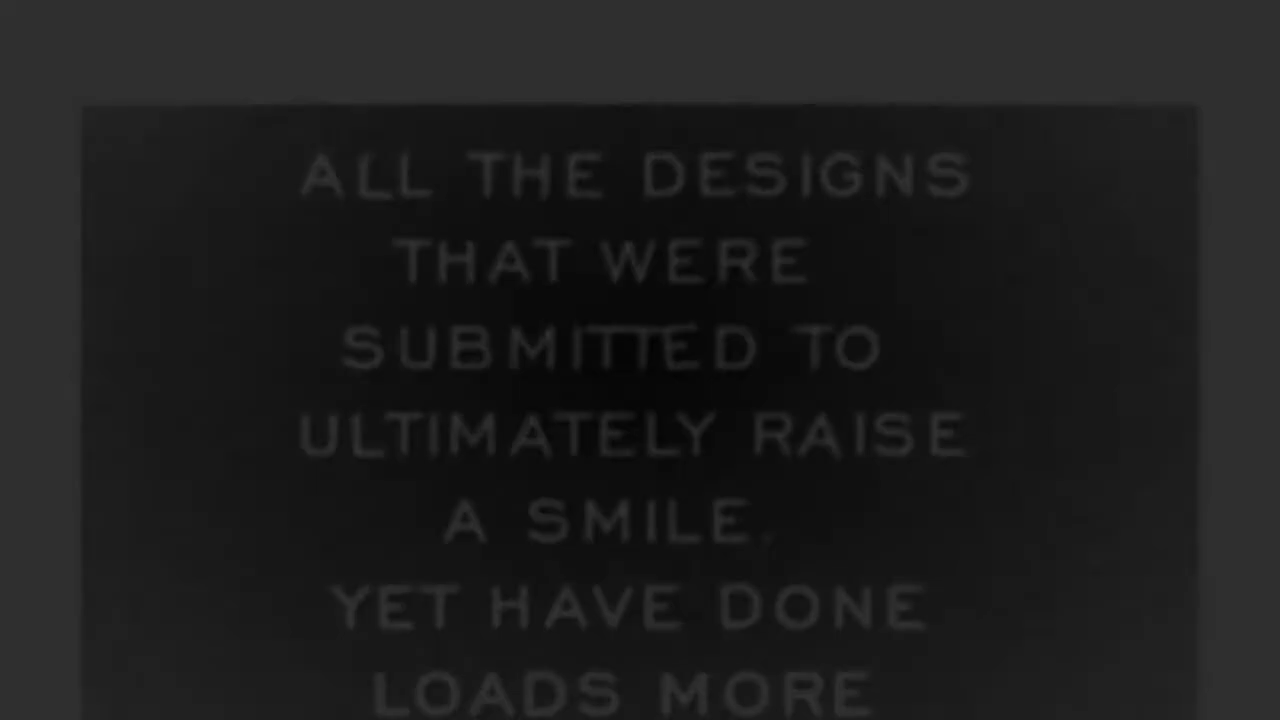 ALL THE DESIGNS
THAT WERE
SUBMITTED TO
ULTIMATELY RAISE
A SMILE.
YET HAVE DONE
LOADS MORE